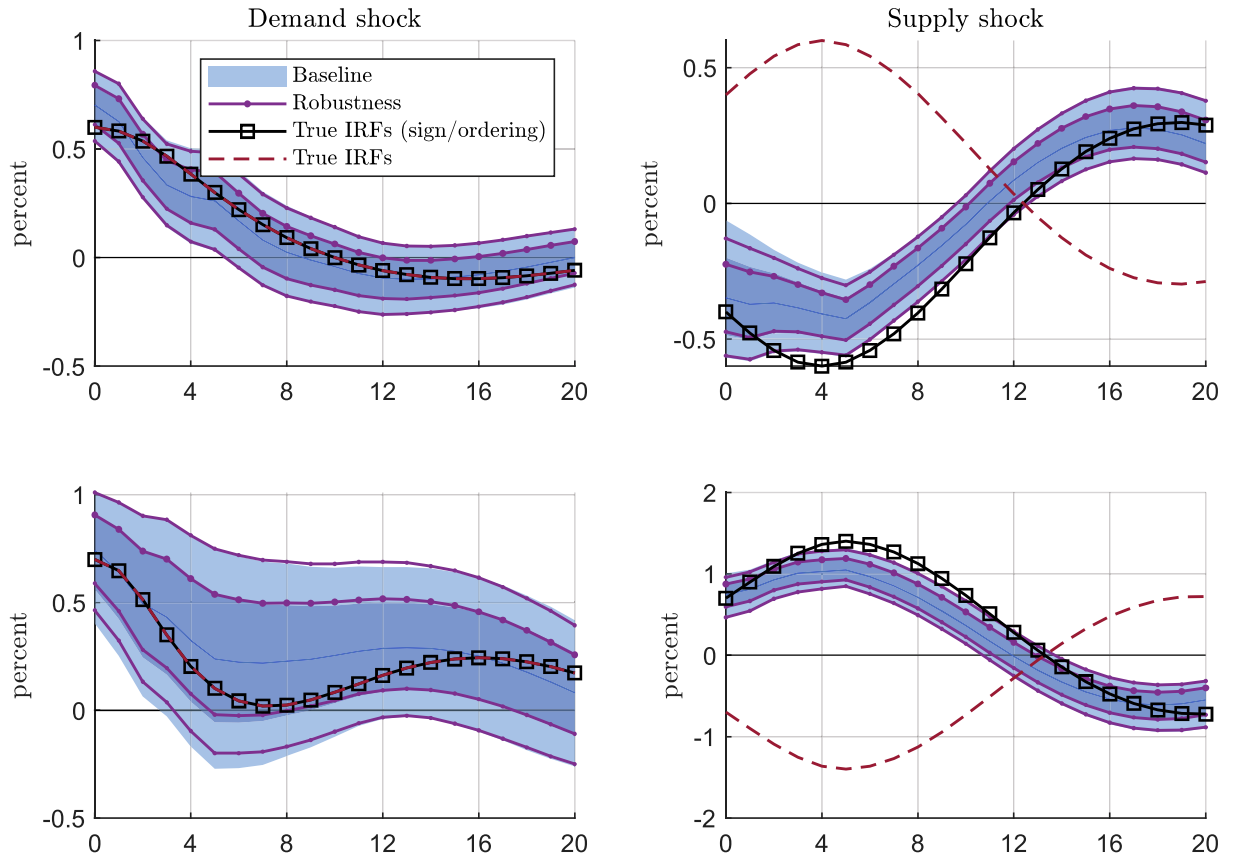 Demand shock
Supply shock
1
0.5
0
-0.5
percent
0 4 8 12 16 20
Baseline
Robustness
True IRFs (sign/ordering)
True IRFs
0.5
0
-0.5
percent
0 4 8 12 16 20
1
0.5
0
-0.5
percent
0 4 8 12 16 20
2
1
0
-1
-2
percent
0 4 8 12 16 20